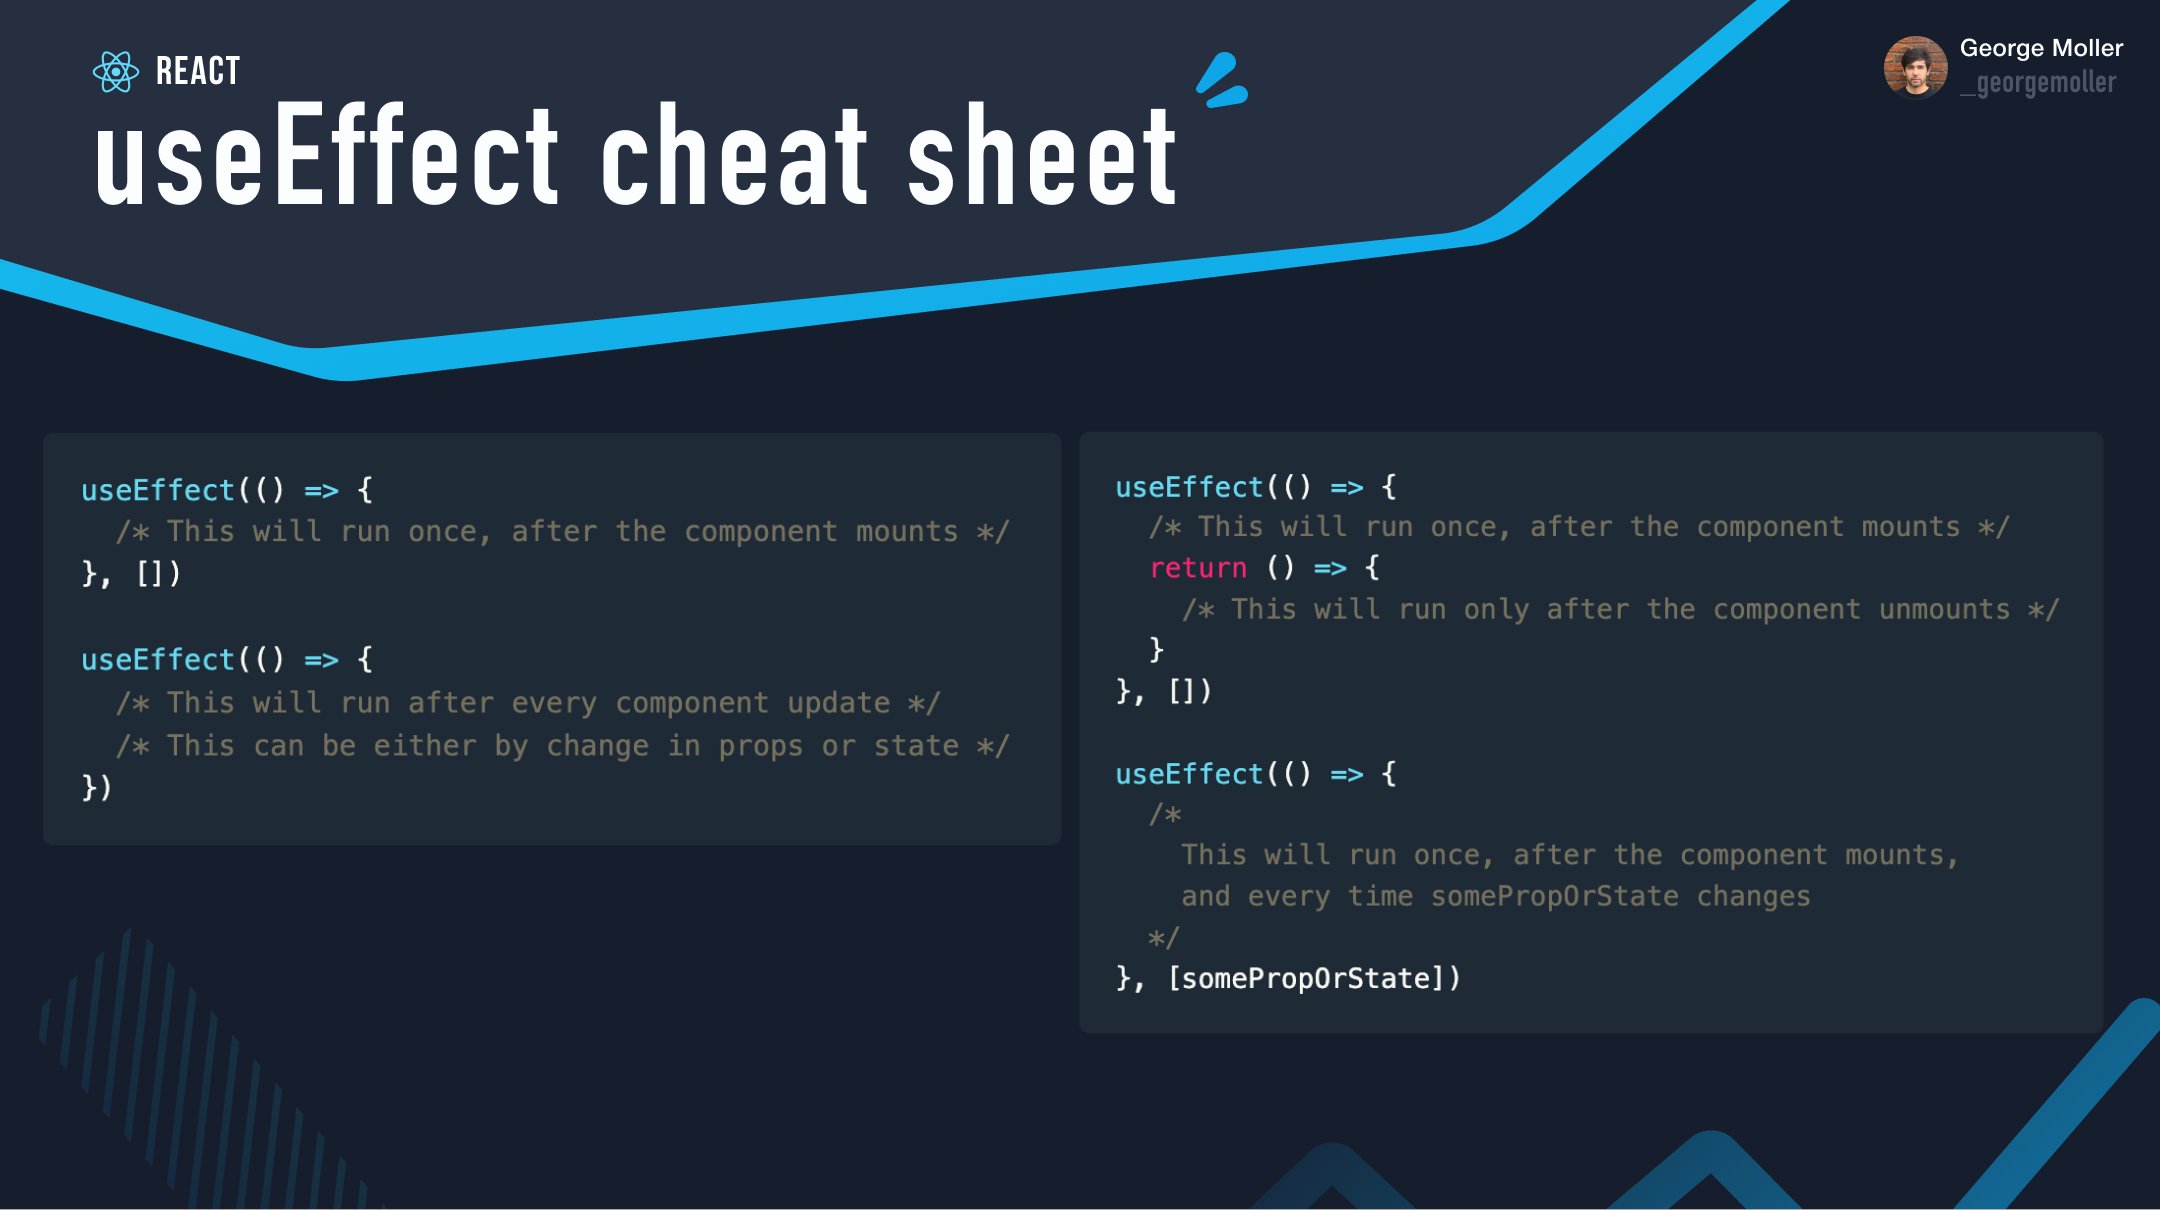 REACT
useEffect cheat sheet
George Moller
_georgemoller
useEffect(() => {
  /* This will run once, after the component mounts */
}, [])
useEffect(() => {
  /* This will run after every component update */
  /* This can be either by change in props or state */
})
useEffect(() => {
  /* This will run once, after the component mounts */
  return () => {
    /* This will run only after the component unmounts */
  }
}, [])
useEffect(() => {
  /*
    This will run once, after the component mounts,
    and every time somePropOrState changes
  */
}, [somePropOrState])